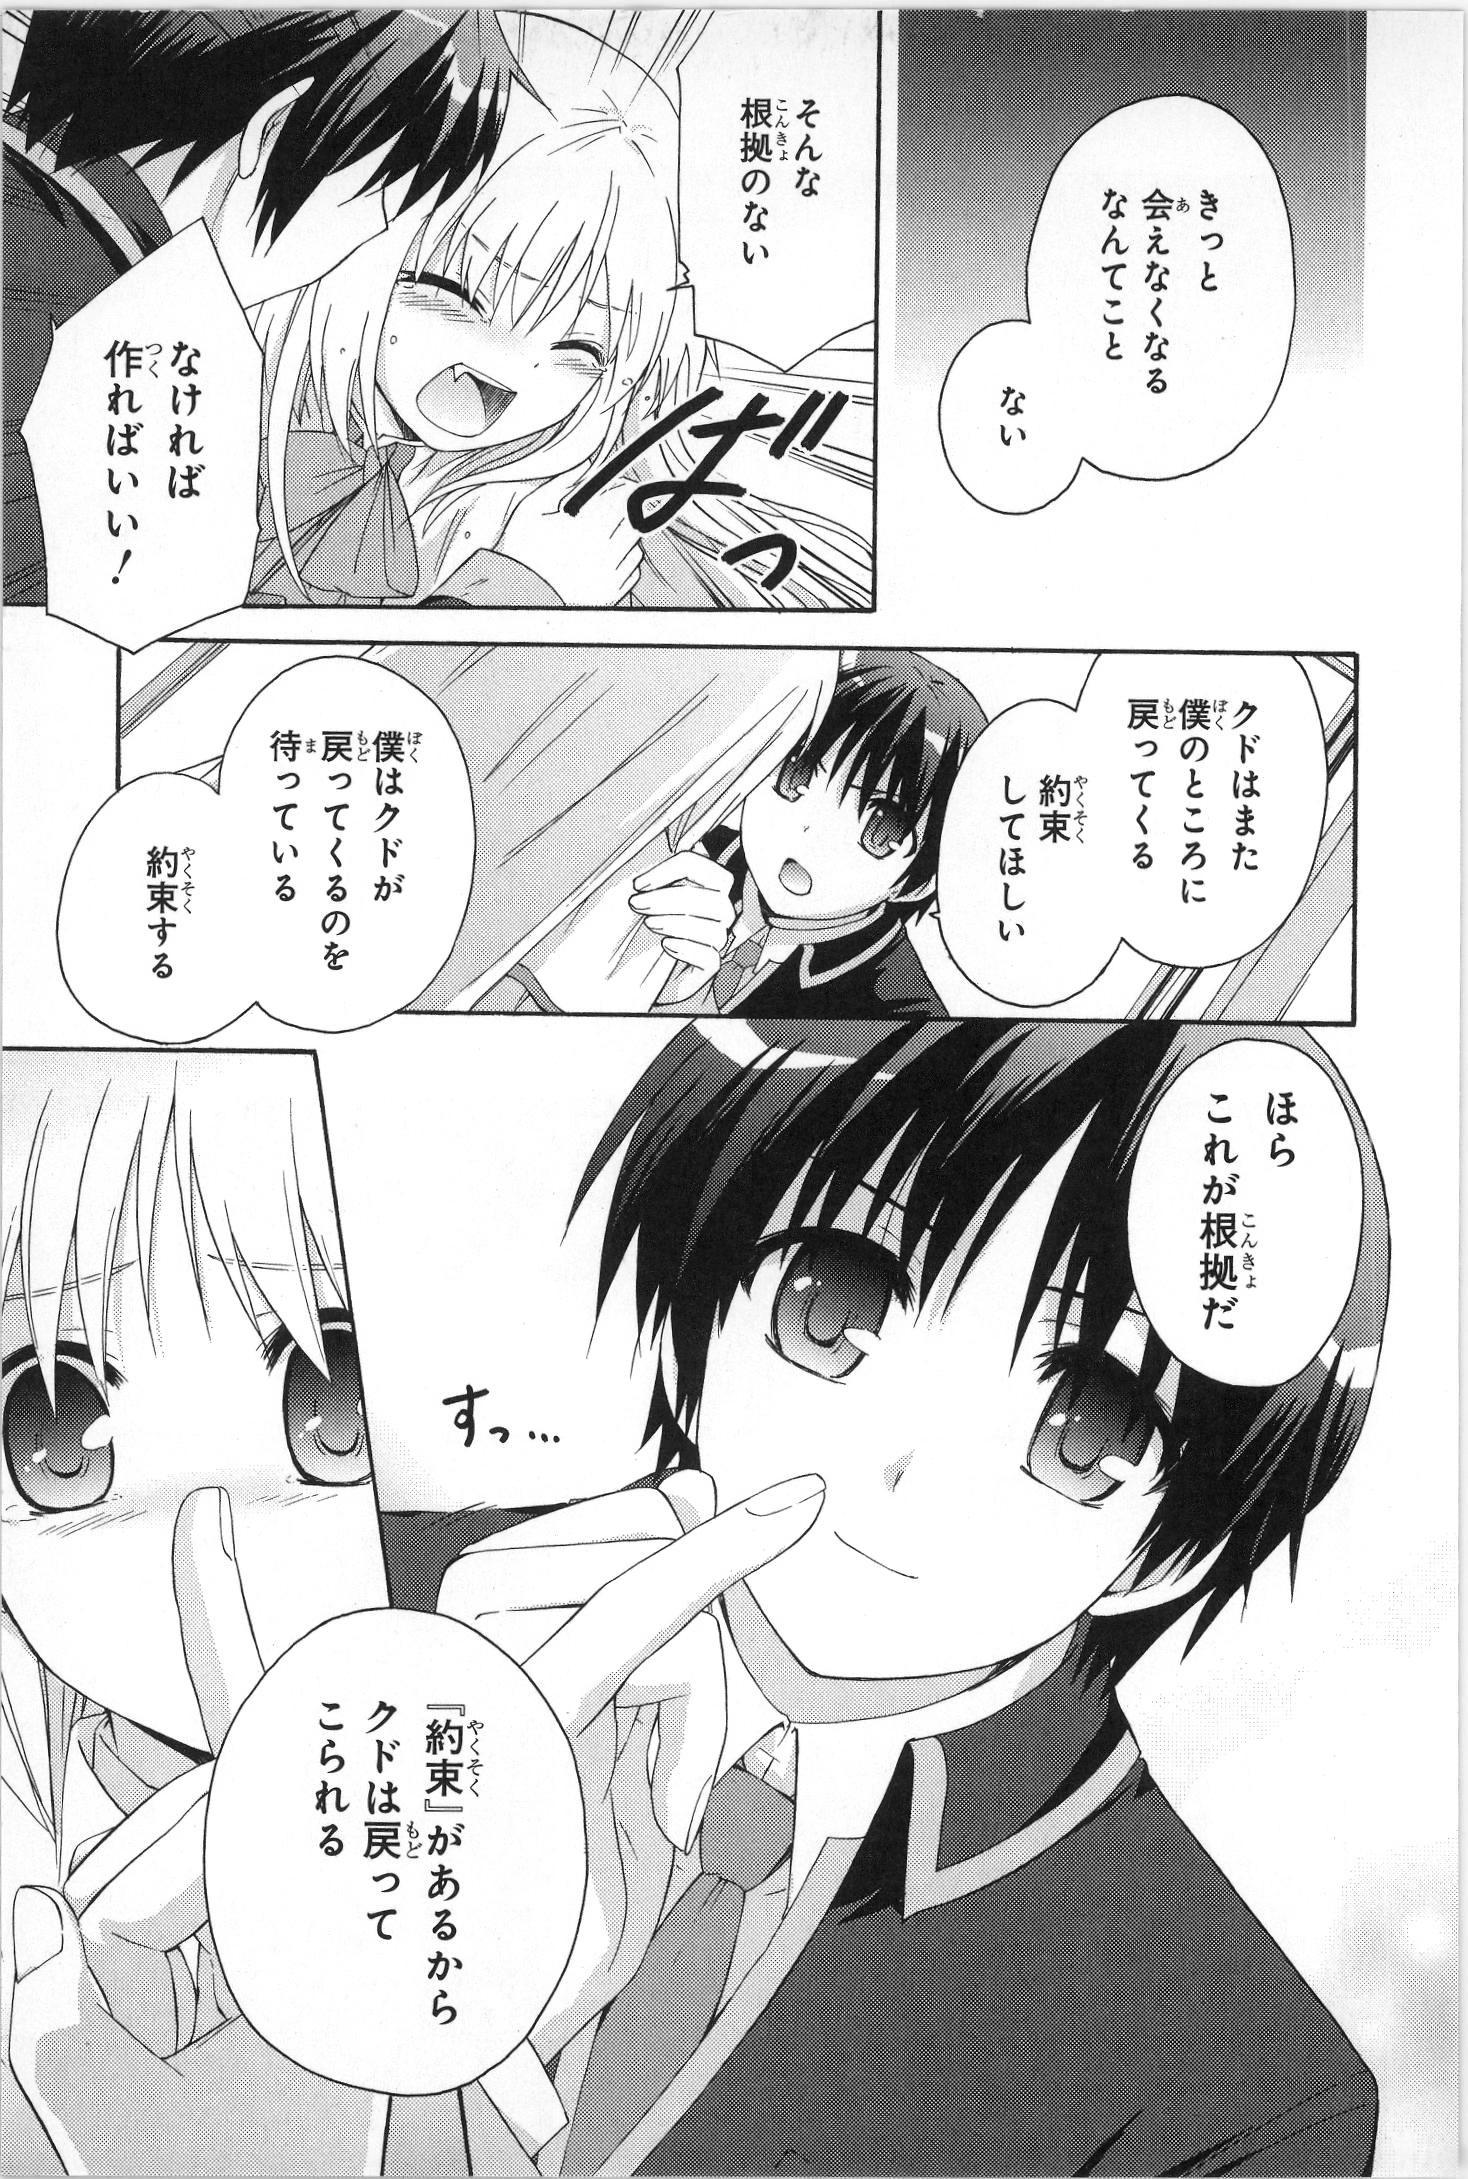 きっと
会えなくなる
なんてこと
ない
そんな
根拠のない
ばっ
なければ
作ればいい!
クドはまた
僕のところに
戻ってくる
約束
してほしい
僕はクドが
戻ってくるのを
待っている
約束する
ほら
これが根拠だ
すっ…
『約束』があるから
クドは戻って
こられる